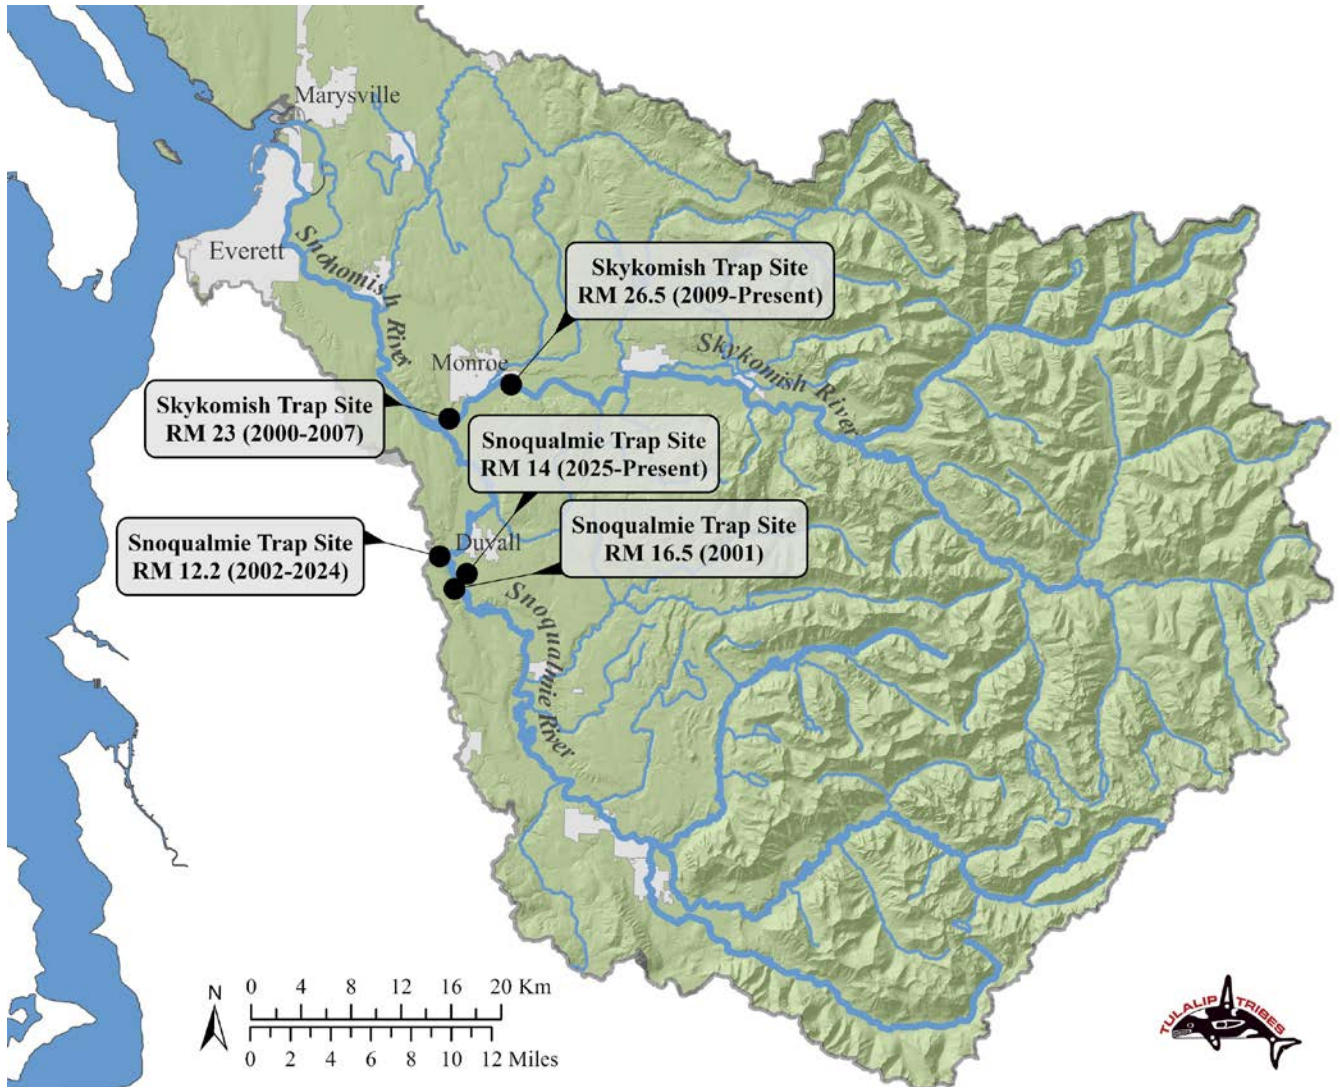 Marysville
Everett
Snohomish River
Skykomish Trap Site
RM 26.5 (2009-Present)
Monroe
Skykomish River
Skykomish Trap Site
RM 23 (2000-2007)
Snoqualmie Trap Site
RM 14 (2025-Present)
Snoqualmie Trap Site
RM 16.5 (2001)
Snoqualmie Trap Site
RM 12.2 (2002-2024)
Duvall
Snoqualmie River
N
0 4 8 12 16 20 Km
0 2 4 6 8 10 12 Miles
TULALIP TRIBES